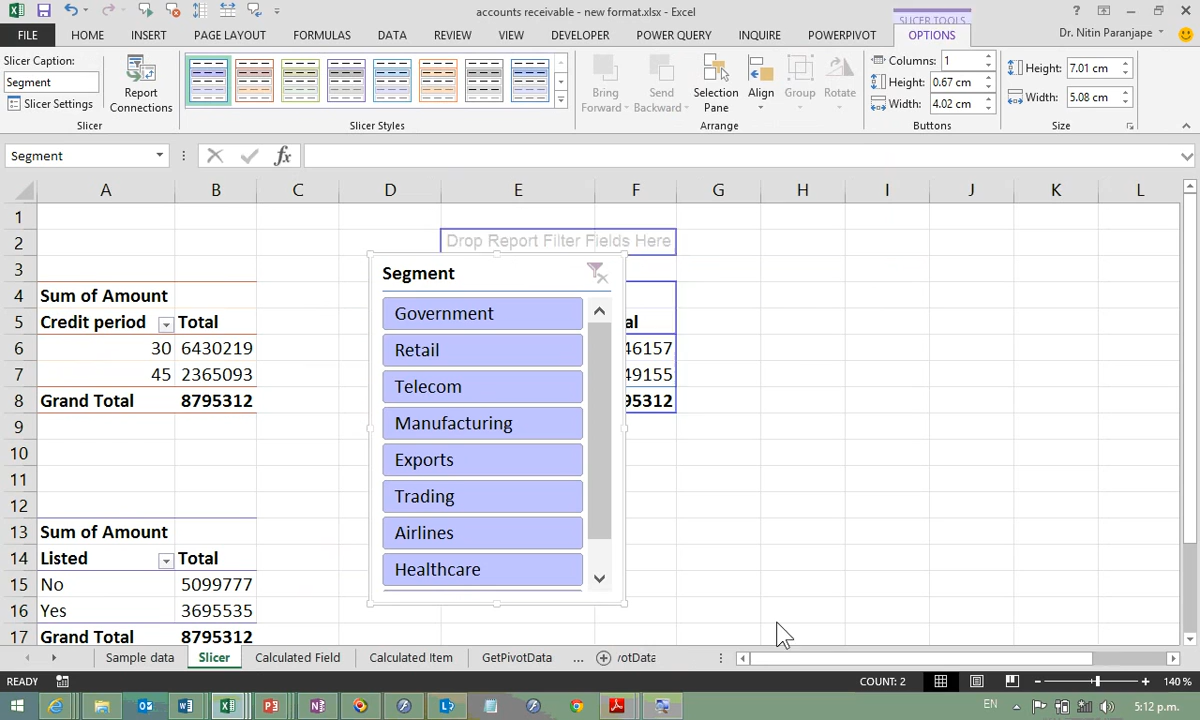 accounts receivable - new format.xlsx - Excel
SLICER TOOLS
FILE HOME INSERT PAGE LAYOUT FORMULAS DATA REVIEW VIEW DEVELOPER POWER QUERY INQUIRE POWERPIVOT OPTIONS Dr. Nitin Paranjape
Slicer Caption:
Segment
Slicer Settings
Report
Connections
Slicer
Slicer Styles
Bring
Forward
Send
Backward
Selection
Pane
Align
Group
Rotate
Arrange
Columns: 1
Height: 0.67 cm
Width: 4.02 cm
Buttons
Height: 7.01 cm
Width: 5.08 cm
Size
Segment
fx
A B C D E F G H I J K L
1
2 Drop Report Filter Fields Here
3
4 Sum of Amount
5 Credit period Total al
6 30 6430219 46157
7 45 2365093 49155
8 Grand Total 8795312 95312
9
10
11
12
13 Sum of Amount
14 Listed Total
15 No 5099777
16 Yes 3695535
17 Grand Total 8795312
Segment
Government
Retail
Telecom
Manufacturing
Exports
Trading
Airlines
Healthcare
Sample data Slicer Calculated Field Calculated Item GetPivotData ... votData
READY COUNT: 2 140 %
EN 5:12 p.m.